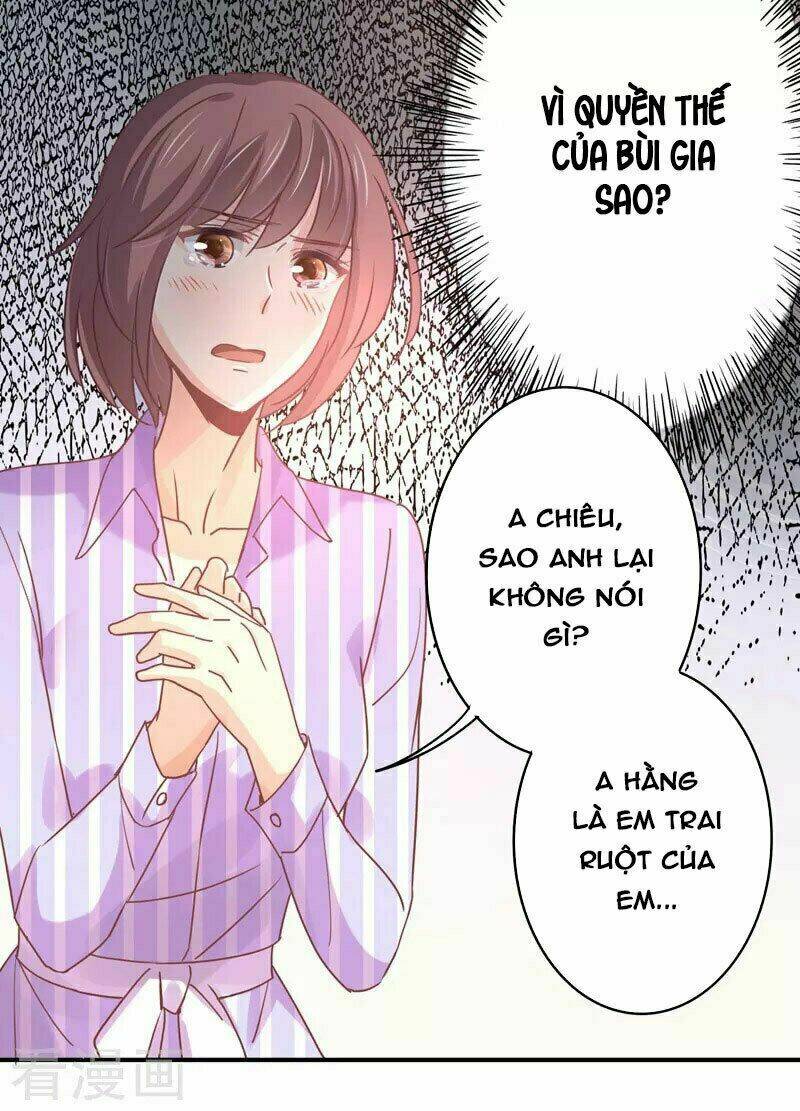 VÌ QUYỀN THẾ
CỦA BÙI GIA
SAO?
A CHIÊU,
SAO ANH LẠI
KHÔNG NÓI
GÌ?
A HẰNG
LÀ EM TRAI
RUỘT CỦA
EM...
看漫画